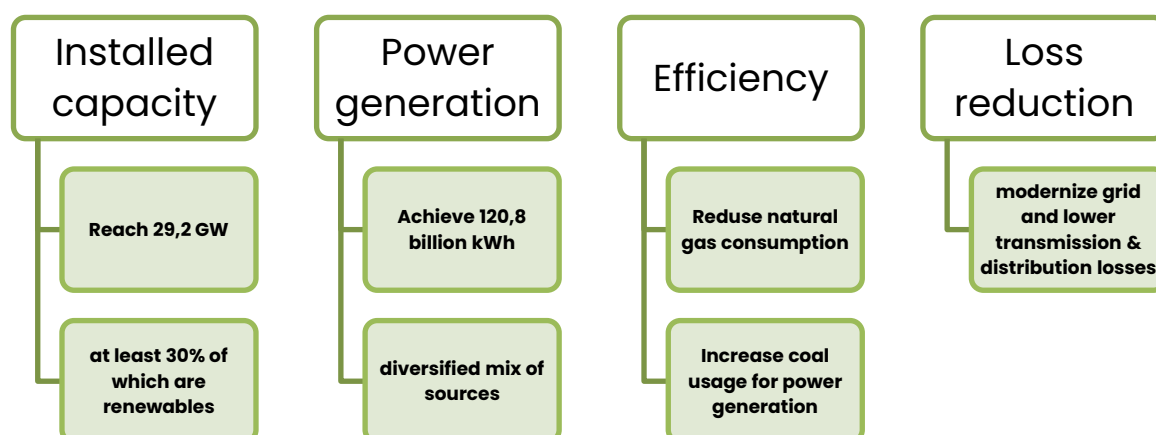 Installed
capacity
Reach 29,2 GW
at least 30% of
which are
renewables
Power
generation
Achieve 120,8
billion kWh
diversified mix of
sources
Efficiency
Reduse natural
gas consumption
Increase coal
usage for power
generation
Loss
reduction
modernize grid
and lower
transmission &
distribution losses